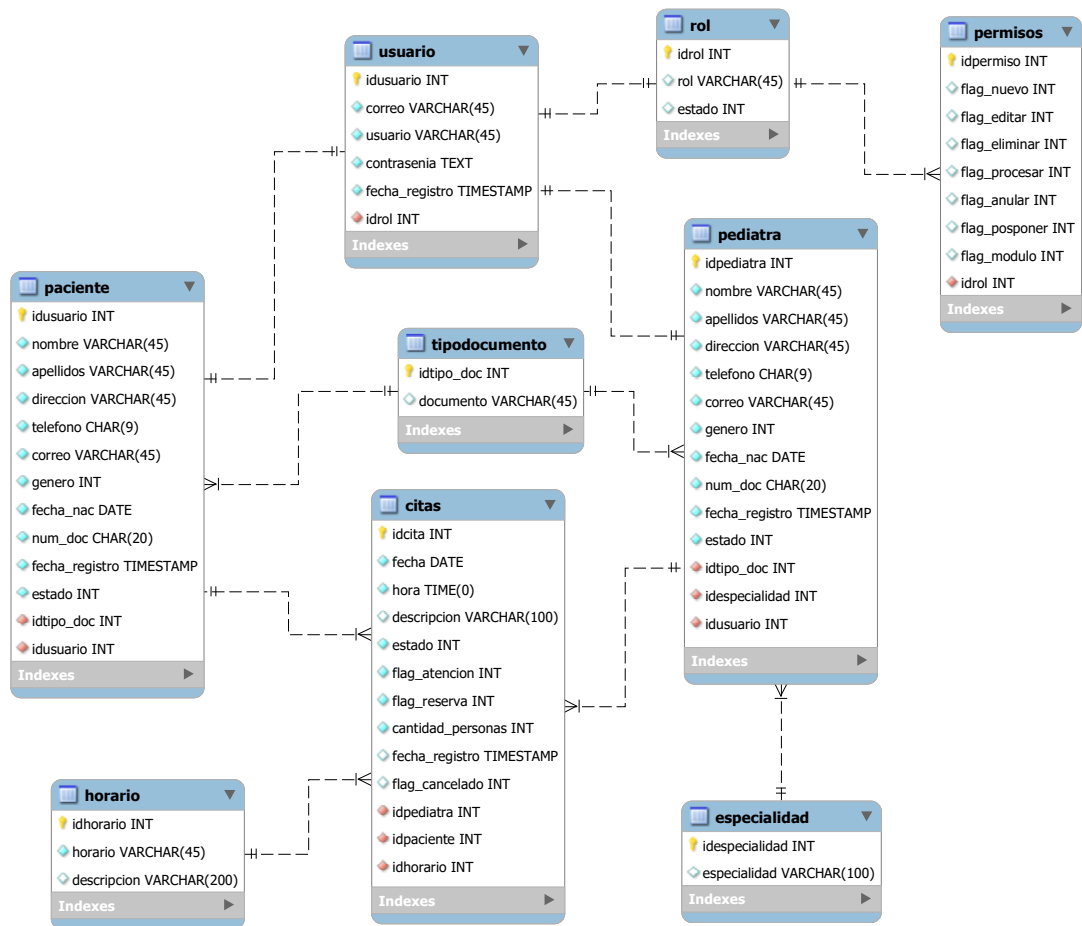 usuario
idusuario INT
correo VARCHAR(45)
usuario VARCHAR(45)
contrasenia TEXT
fecha_registro TIMESTAMP
idrol INT
Indexes
rol
idrol INT
rol VARCHAR(45)
estado INT
Indexes
permisos
idpermiso INT
flag_nuevo INT
flag_editar INT
flag_eliminar INT
flag_procesar INT
flag_anular INT
flag_posponer INT
flag_modulo INT
idrol INT
Indexes
paciente
idusuario INT
nombre VARCHAR(45)
apellidos VARCHAR(45)
direccion VARCHAR(45)
telefono CHAR(9)
correo VARCHAR(45)
genero INT
fecha_nac DATE
num_doc CHAR(20)
fecha_registro TIMESTAMP
estado INT
idtipo_doc INT
idusuario INT
Indexes
tipodocumento
idtipo_doc INT
documento VARCHAR(45)
Indexes
pediatra
idpediatra INT
nombre VARCHAR(45)
apellidos VARCHAR(45)
direccion VARCHAR(45)
telefono CHAR(9)
correo VARCHAR(45)
genero INT
fecha_nac DATE
num_doc CHAR(20)
fecha_registro TIMESTAMP
estado INT
idtipo_doc INT
idespecialidad INT
idusuario INT
Indexes
citas
idcita INT
fecha DATE
hora TIME(0)
descripcion VARCHAR(100)
estado INT
flag_atencion INT
flag_reserva INT
cantidad_personas INT
fecha_registro TIMESTAMP
flag_cancelado INT
idpediatra INT
idpaciente INT
idhorario INT
Indexes
horario
idhorario INT
horario VARCHAR(45)
descripcion VARCHAR(200)
Indexes
especialidad
idespecialidad INT
especialidad VARCHAR(100)
Indexes